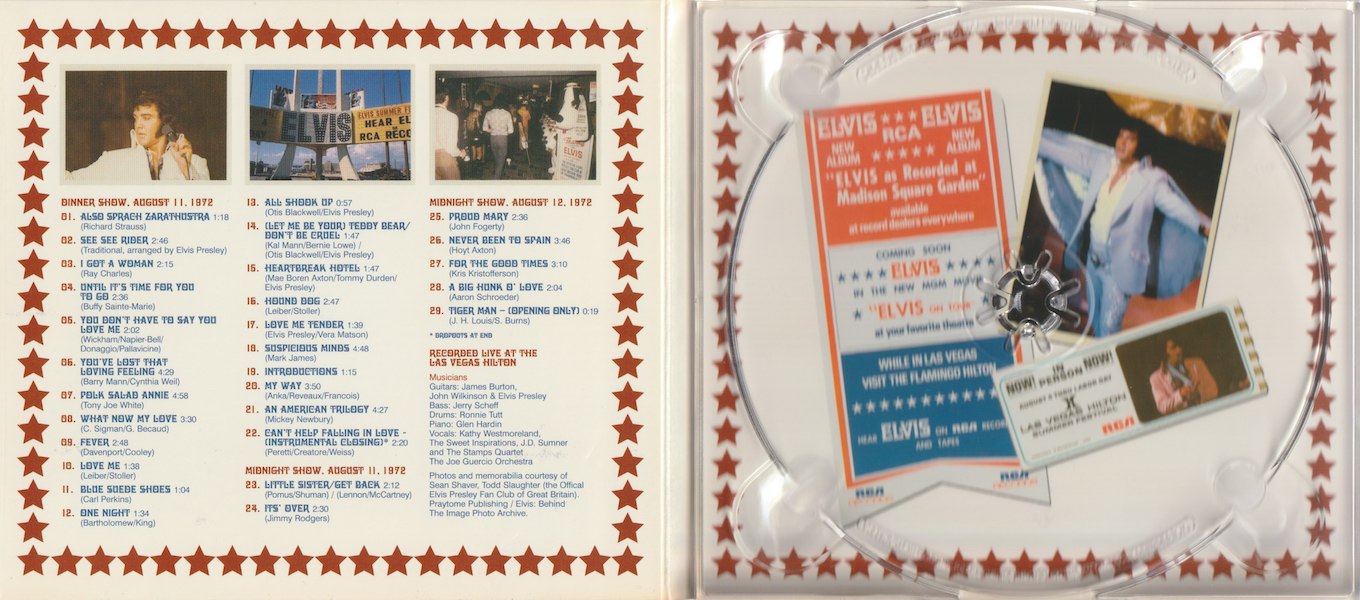 DINNER SHOW, AUGUST 11, 1972
01. ALSO SPRACH ZARATHUSTRA 1:18
(Richard Strauss)
02. SEE SEE RIDER 2:46
(Traditional, arranged by Elvis Presley)
03. I GOT A WOMAN 2:15
(Ray Charles)
04. UNTIL IT'S TIME FOR YOU
TO GO 2:36
(Buffy Sainte-Marie)
05. YOU DON'T HAVE TO SAY YOU
LOVE ME 2:02
(Wickham/Napier-Bell/
Donaggio/Pallavicine)
06. YOU'VE LOST THAT
LOVING FEELING 4:29
(Barry Mann/Cynthia Weil)
07. POLK SALAD ANNIE 4:58
(Tony Joe White)
08. WHAT NOW MY LOVE 3:30
(C. Sigman/G. Becaud)
09. FEVER 2:48
(Davenport/Cooley)
10. LOVE ME 1:38
(Leiber/Stoller)
11. BLUE SUEDE SHOES 1:04
(Carl Perkins)
12. ONE NIGHT 1:34
(Bartholomew/King)
ELVIS
ELVIS SUMMER FE
HEAR EL
RCA RECO
13. ALL SHOOK UP 0:57
(Otis Blackwell/Elvis Presley)
14. (LET ME BE YOUR) TEDDY BEAR/
DON'T BE CRUEL 1:47
(Kal Mann/Bernie Lowe) /
(Otis Blackwell/Elvis Presley)
15. HEARTBREAK HOTEL 1:47
(Mae Boren Axton/Tommy Durden/
Elvis Presley)
16. HOUND DOG 2:47
(Leiber/Stoller)
17. LOVE ME TENDER 1:39
(Elvis Presley/Vera Matson)
18. SUSPICIOUS MINDS 4:48
(Mark James)
19. INTRODUCTIONS 1:15
20. MY WAY 3:50
(Anka/Reveaux/Francois)
21. AN AMERICAN TRILOGY 4:27
(Mickey Newbury)
22. CAN'T HELP FALLING IN LOVE -
(INSTRUMENTAL CLOSING)* 2:20
(Peretti/Creatore/Weiss)
MIDNIGHT SHOW, AUGUST 11, 1972
23. LITTLE SISTER/GET BACK 2:12
(Pomus/Shuman) / (Lennon/McCartney)
24. ITS' OVER 2:30
(Jimmy Rodgers)
ELVIS
MIDNIGHT SHOW, AUGUST 12, 1972
25. PROUD MARY 2:36
(John Fogerty)
26. NEVER BEEN TO SPAIN 3:46
(Hoyt Axton)
27. FOR THE GOOD TIMES 3:10
(Kris Kristofferson)
28. A BIG HUNK O' LOVE 2:04
(Aaron Schroeder)
29. TIGER MAN - (OPENING ONLY) 0:19
(J. H. Louis/S. Burns)
* DROPOUTS AT END
RECORDED LIVE AT THE
LAS VEGAS HILTON
Musicians
Guitars: James Burton,
John Wilkinson & Elvis Presley
Bass: Jerry Scheff
Drums: Ronnie Tutt
Piano: Glen Hardin
Vocals: Kathy Westmoreland,
The Sweet Inspirations, J.D. Sumner
and The Stamps Quartet
The Joe Guercio Orchestra
Photos and memorabilia courtesy of
Sean Shaver, Todd Slaughter (the Offical
Elvis Presley Fan Club of Great Britain).
Praytome Publishing / Elvis: Behind
The Image Photo Archive.
ELVIS ★★★ ELVIS
RCA
NEW ALBUM ★★★★★ NEW ALBUM
"ELVIS as Recorded at
Madison Square Garden"
available
at record dealers everywhere
COMING SOON
★★★★ ELVIS ★★★★
IN THE NEW MGM MOVIE
★ "ELVIS ON TOUR"
at your favorite theatre
WHILE IN LAS VEGAS
VISIT THE FLAMINGO HILTON
HEAR ELVIS ON RCA RECOR
AND TAPES
RCA
RCA
NOW! IN PERSON NOW!
AUGUST 4 THRU LABOR DAY
LAS VEGAS HILTON
SUMMER FESTIVAL
RCA